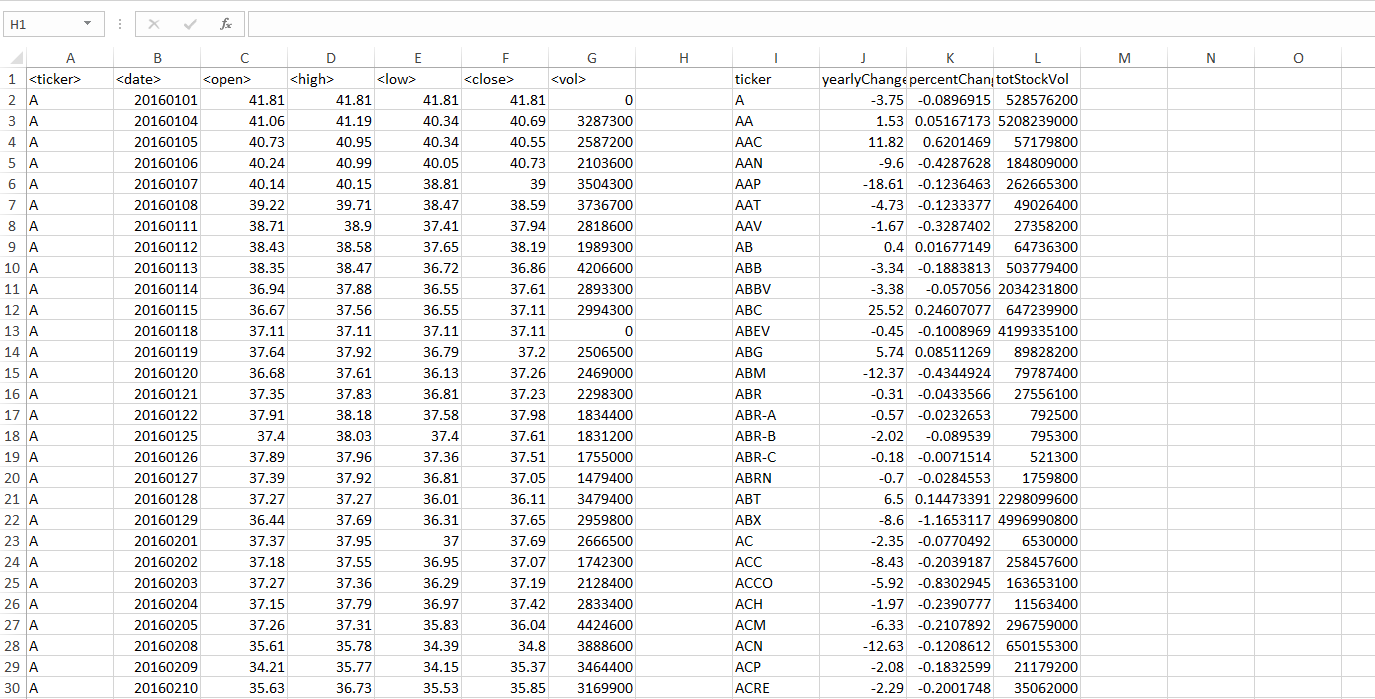 H1 fx
A B C D E F G H I J K L M N O
1 <ticker> <date> <open> <high> <low> <close> <vol> ticker yearlyChange percentChan totStockVol
2 A 20160101 41.81 41.81 41.81 41.81 0 A -3.75 -0.0896915 528576200
3 A 20160104 41.06 41.19 40.34 40.69 3287300 AA 1.53 0.05167173 5208239000
4 A 20160105 40.73 40.95 40.34 40.55 2587200 AAC 11.82 0.6201469 57179800
5 A 20160106 40.24 40.99 40.05 40.73 2103600 AAN -9.6 -0.4287628 184809000
6 A 20160107 40.14 40.15 38.81 39 3504300 AAP -18.61 -0.1236463 262665300
7 A 20160108 39.22 39.71 38.47 38.59 3736700 AAT -4.73 -0.1233377 49026400
8 A 20160111 38.71 38.9 37.41 37.94 2818600 AAV -1.67 -0.3287402 27358200
9 A 20160112 38.43 38.58 37.65 38.19 1989300 AB 0.4 0.01677149 64736300
10 A 20160113 38.35 38.47 36.72 36.86 4206600 ABB -3.34 -0.1883813 503779400
11 A 20160114 36.94 37.88 36.55 37.61 2893300 ABBV -3.38 -0.057056 2034231800
12 A 20160115 36.67 37.56 36.55 37.11 2994300 ABC 25.52 0.24607077 647239900
13 A 20160118 37.11 37.11 37.11 37.11 0 ABEV -0.45 -0.1008969 4199335100
14 A 20160119 37.64 37.92 36.79 37.2 2506500 ABG 5.74 0.08511269 89828200
15 A 20160120 36.68 37.61 36.13 37.26 2469000 ABM -12.37 -0.4344924 79787400
16 A 20160121 37.35 37.83 36.81 37.23 2298300 ABR -0.31 -0.0433566 27556100
17 A 20160122 37.91 38.18 37.58 37.98 1834400 ABR-A -0.57 -0.0232653 792500
18 A 20160125 37.4 38.03 37.4 37.61 1831200 ABR-B -2.02 -0.089539 795300
19 A 20160126 37.89 37.96 37.36 37.51 1755000 ABR-C -0.18 -0.0071514 521300
20 A 20160127 37.39 37.92 36.81 37.05 1479400 ABRN -0.7 -0.0284553 1759800
21 A 20160128 37.27 37.27 36.01 36.11 3479400 ABT 6.5 0.14473391 2298099600
22 A 20160129 36.44 37.69 36.31 37.65 2959800 ABX -8.6 -1.1653117 4996990800
23 A 20160201 37.37 37.95 37 37.69 2666500 AC -2.35 -0.0770492 6530000
24 A 20160202 37.18 37.55 36.95 37.07 1742300 ACC -8.43 -0.2039187 258457600
25 A 20160203 37.27 37.36 36.29 37.19 2128400 ACCO -5.92 -0.8302945 163653100
26 A 20160204 37.15 37.79 36.97 37.42 2833400 ACH -1.97 -0.2390777 11563400
27 A 20160205 37.26 37.31 35.83 36.04 4424600 ACM -6.33 -0.2107892 296759000
28 A 20160208 35.61 35.78 34.39 34.8 3888600 ACN -12.63 -0.1208612 650155300
29 A 20160209 34.21 35.77 34.15 35.37 3464400 ACP -2.08 -0.1832599 21179200
30 A 20160210 35.63 36.73 35.53 35.85 3169900 ACRE -2.29 -0.2001748 35062000